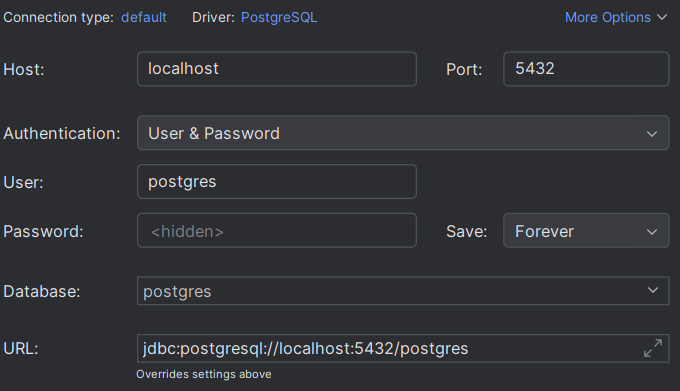 Connection type: default Driver: PostgreSQL More Options
Host: localhost Port: 5432
Authentication: User & Password
User: postgres
Password: <hidden> Save: Forever
Database: postgres
URL: jdbc:postgresql://localhost:5432/postgres
Overrides settings above